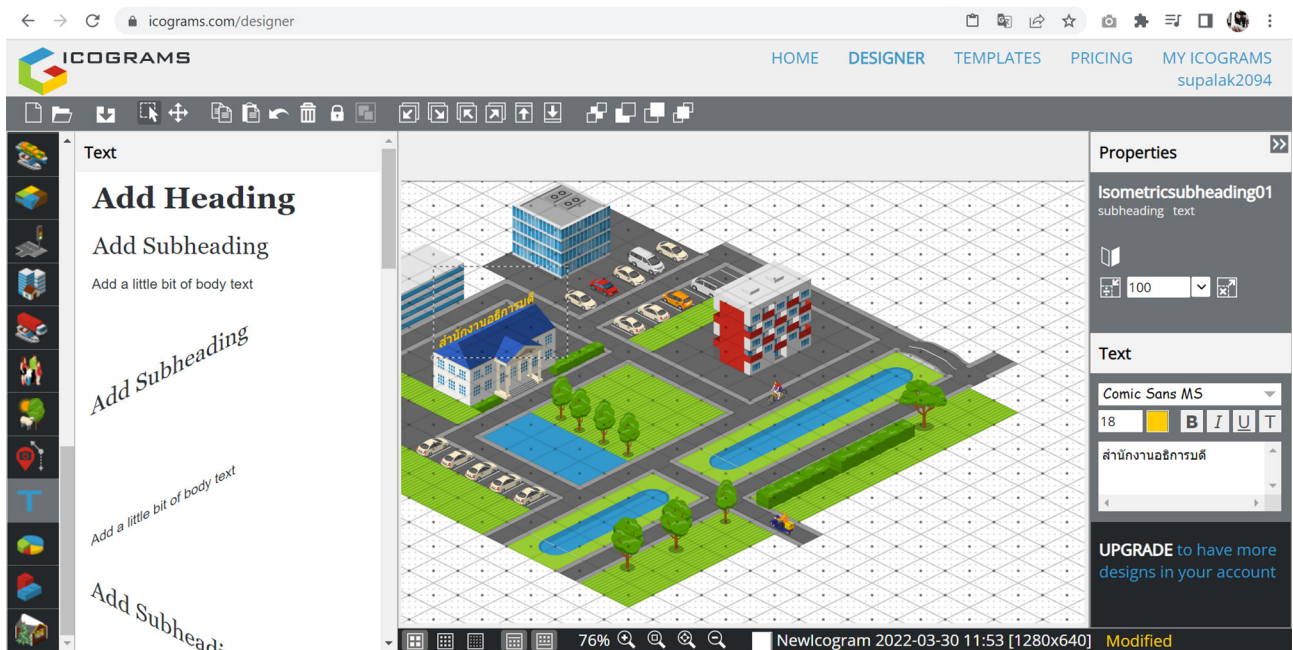 icograms.com/designer
ICOGRAMS
HOME DESIGNER TEMPLATES PRICING MY ICOGRAMS
supalak2094
Text
Add Heading
Add Subheading
Add a little bit of body text
Add Subheading
Add a little bit of body text
Add Subheadi
สำนักงานอธิการบดี
Properties
Isometricsubheading01
subheading text
100
Text
Comic Sans MS
18 B I U T
สำนักงานอธิการบดี
UPGRADE to have more
designs in your account
76% NewIcogram 2022-03-30 11:53 [1280x640] Modified